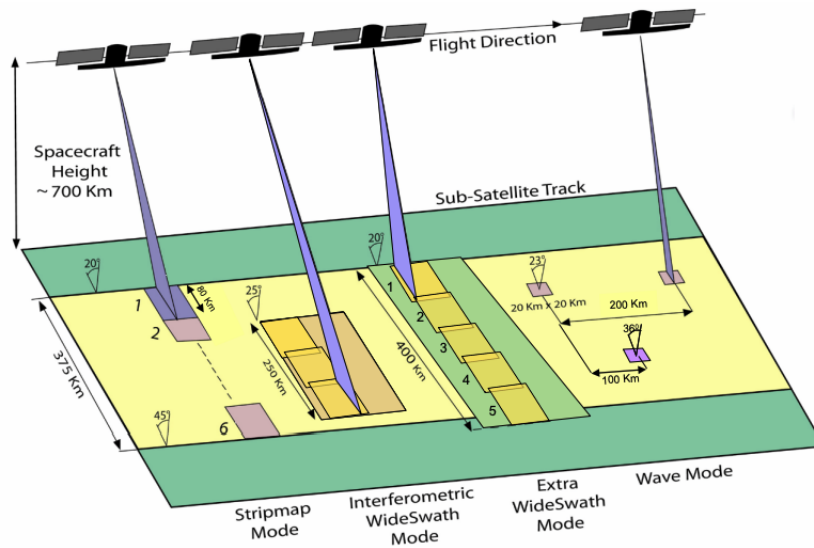 Flight Direction
Spacecraft
Height
~ 700 Km
Sub-Satellite Track
20°
20°
23°
25°
1
80 Km
2
1
2
3
4
5
20 Km x 20 Km
200 Km
36°
100 Km
375 Km
250 Km
400 Km
45°
6
Stripmap
Mode
Interferometric
WideSwath
Mode
Extra
WideSwath
Mode
Wave Mode